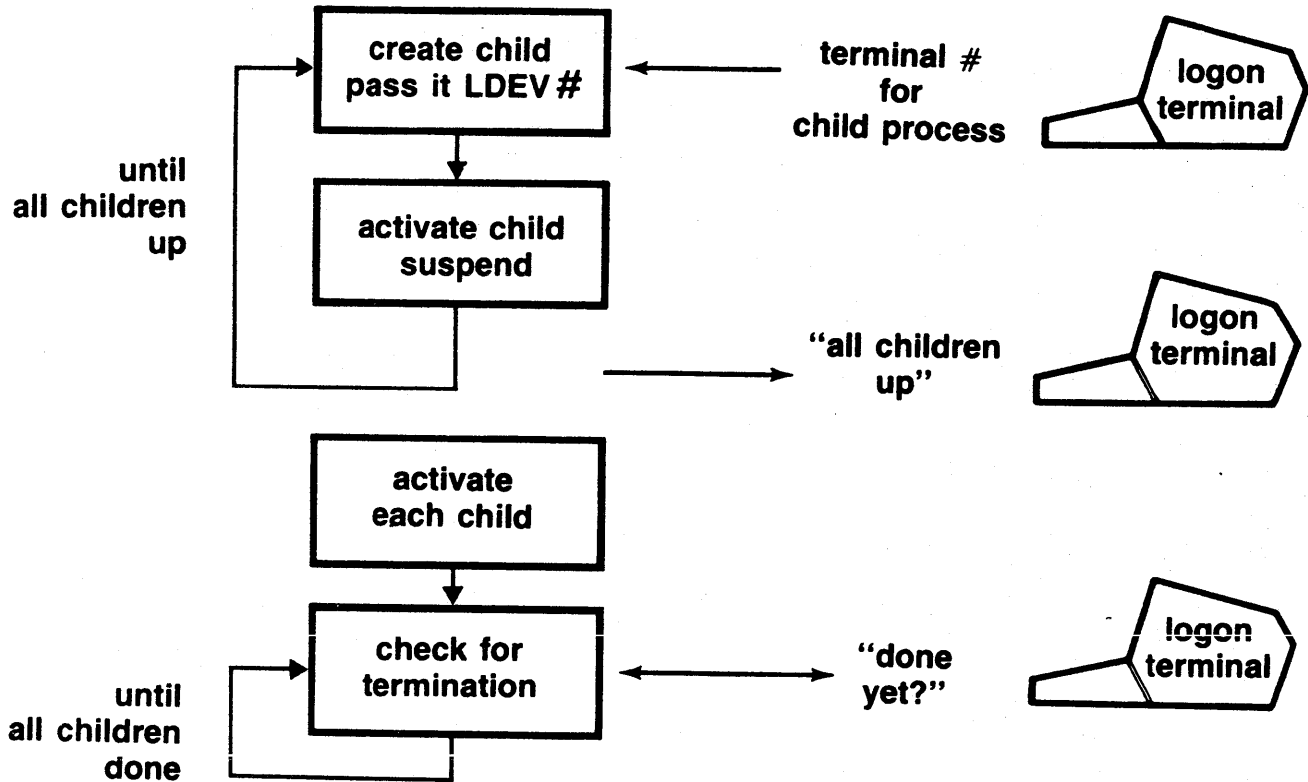 create child
pass it LDEV #
terminal #
for
child process
logon
terminal
until
all children
up
activate child
suspend
"all children
up"
logon
terminal
activate
each child
check for
termination
"done
yet?"
logon
terminal
until
all children
done